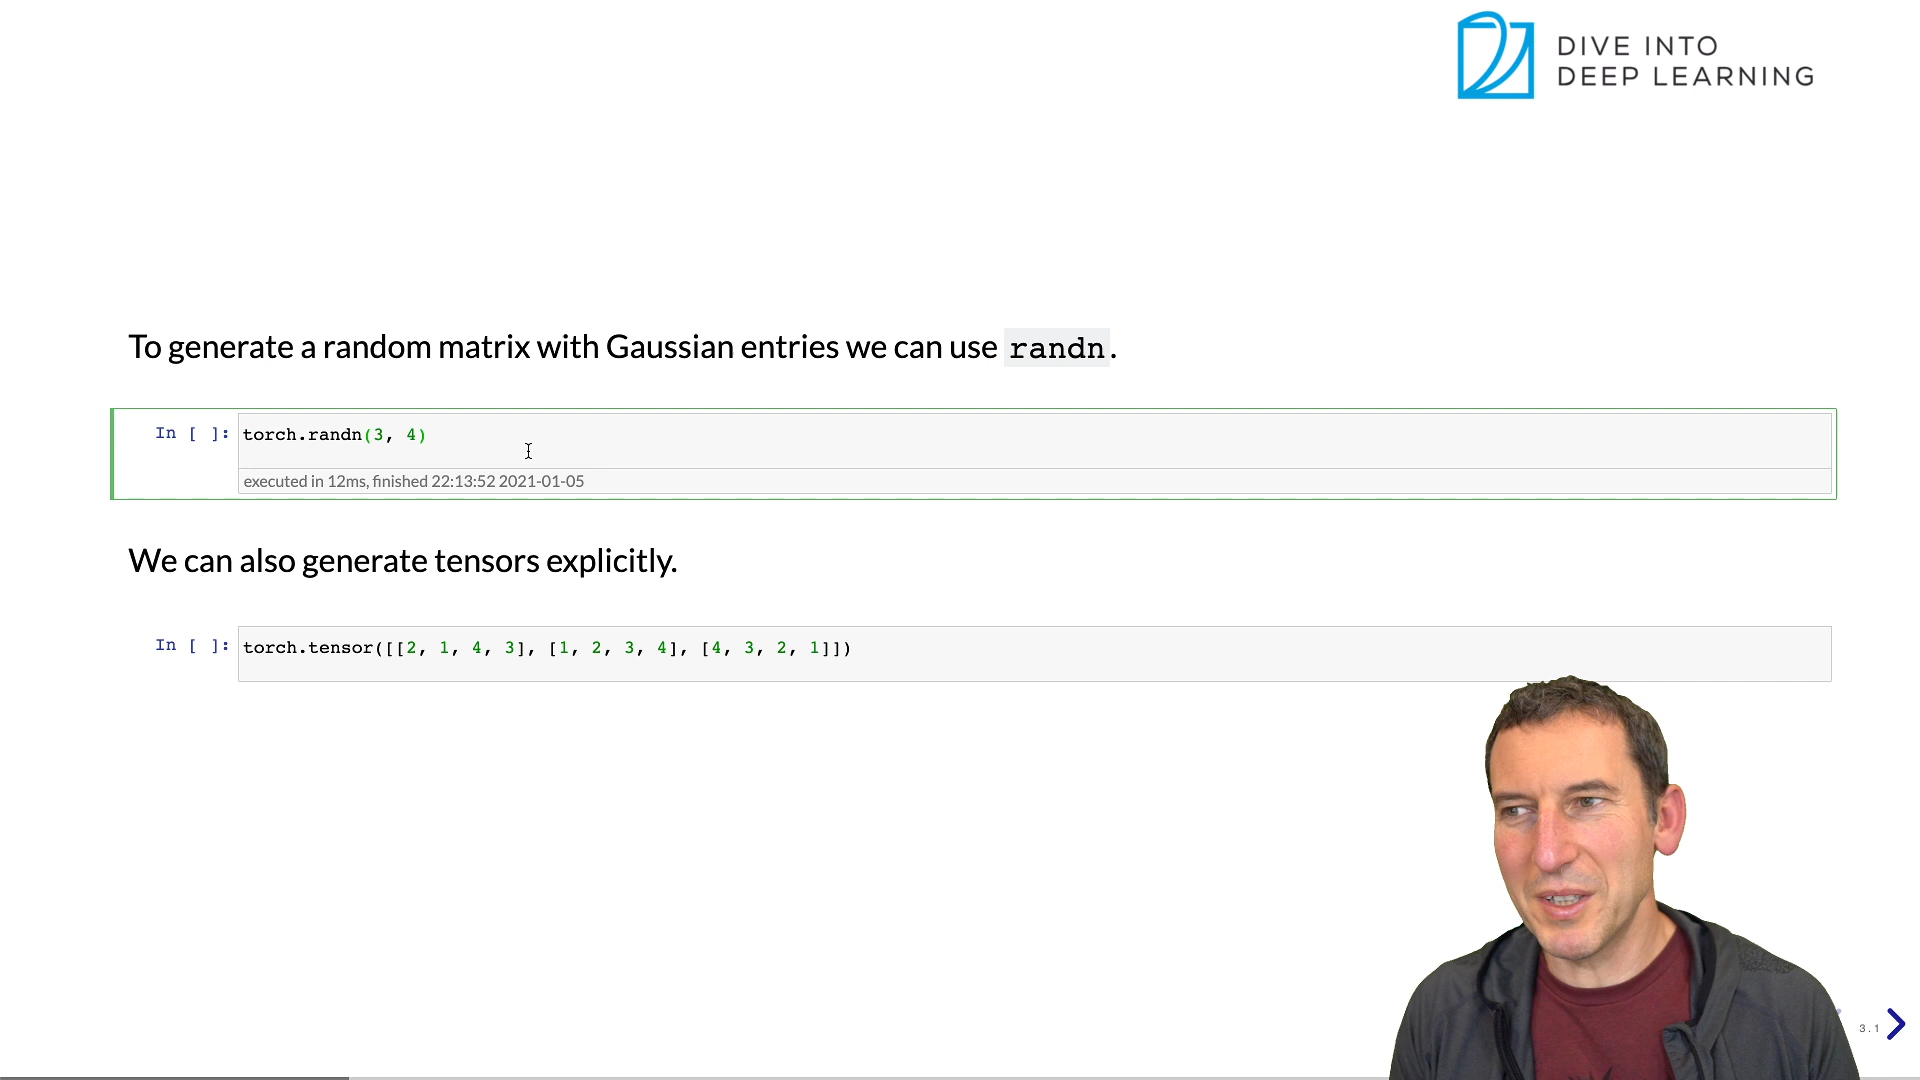 DIVE INTO
DEEP LEARNING
To generate a random matrix with Gaussian entries we can use randn.
In [ ]: torch.randn(3, 4)
executed in 12ms, finished 22:13:52 2021-01-05
We can also generate tensors explicitly.
In [ ]: torch.tensor([[2, 1, 4, 3], [1, 2, 3, 4], [4, 3, 2, 1]])
3.1